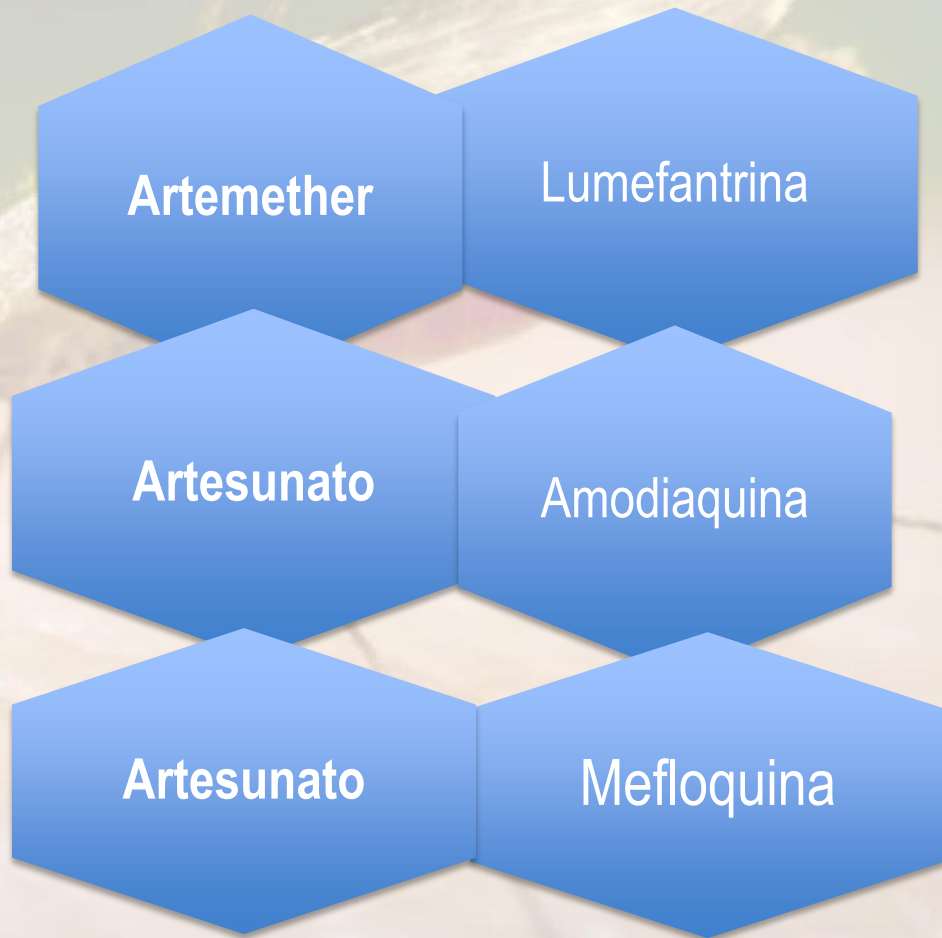 Artemether
Lumefantrina
Artesunato
Amodiaquina
Artesunato
Mefloquina